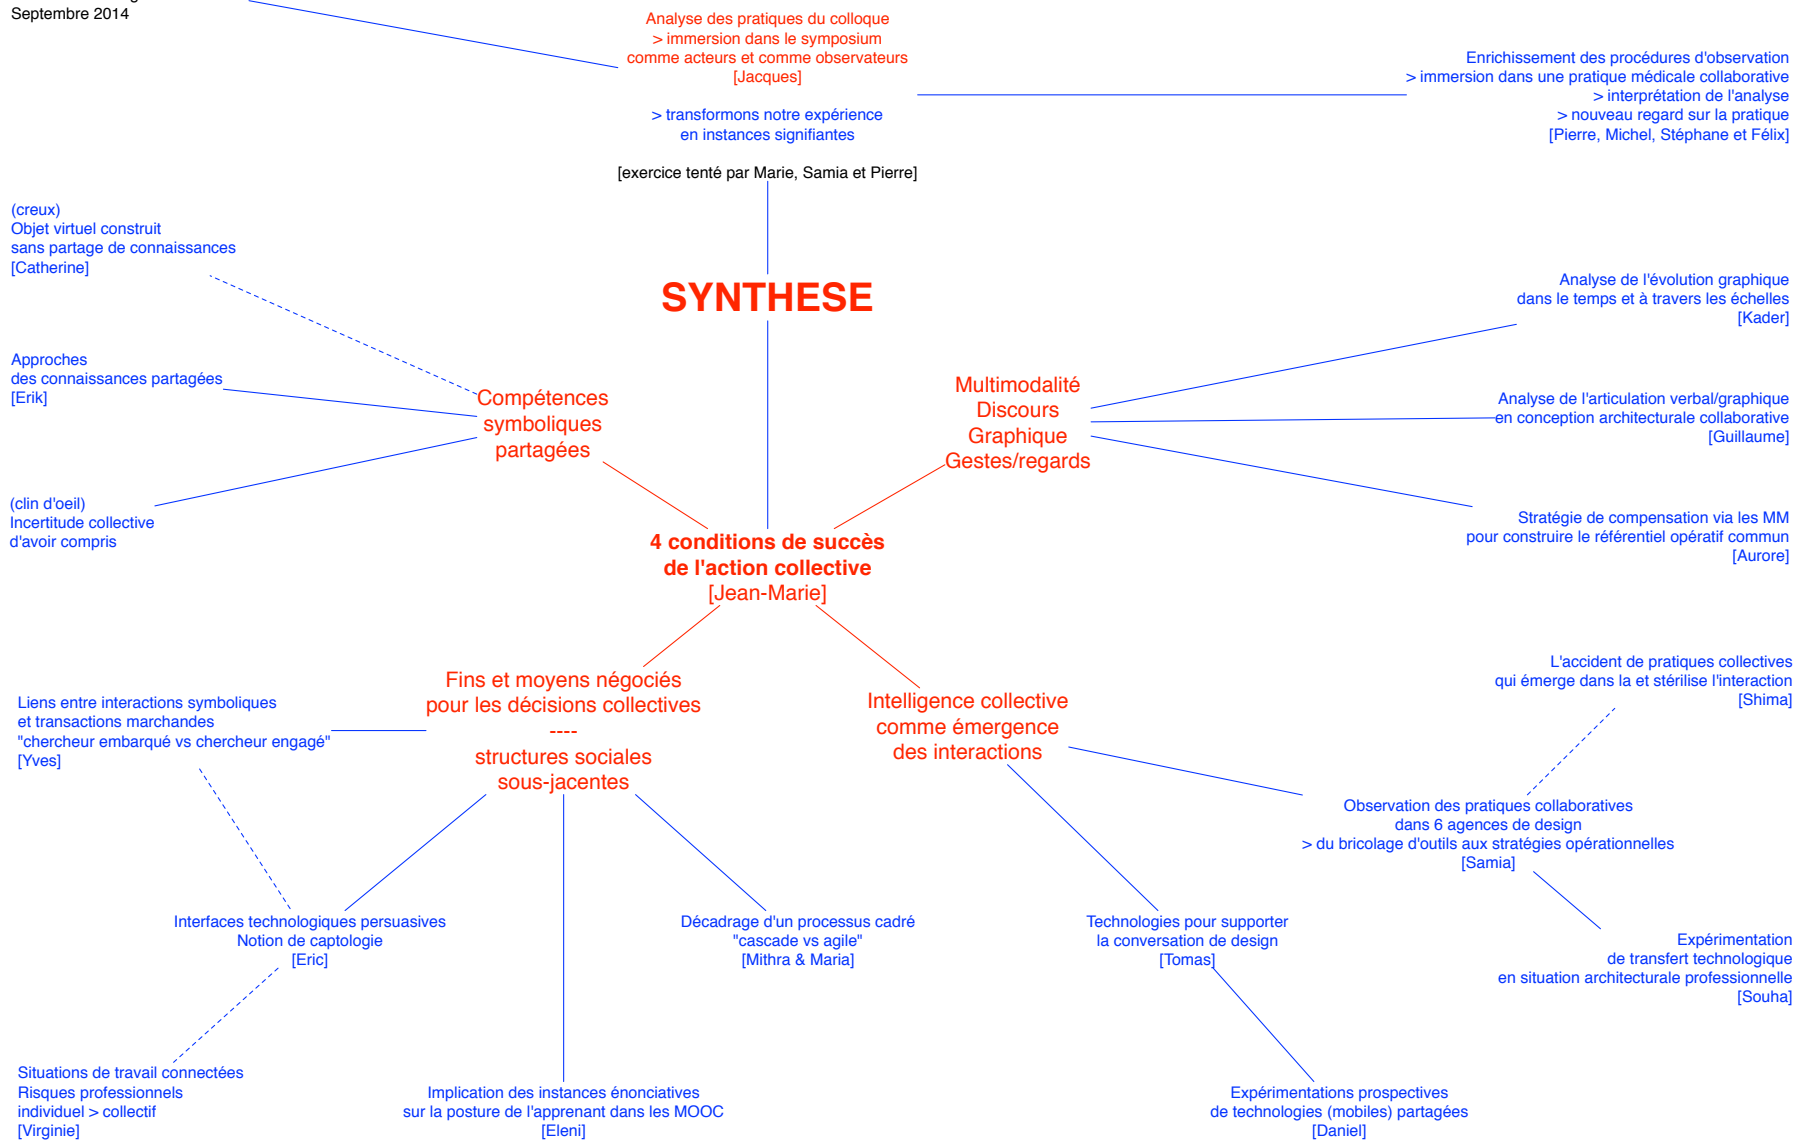 Septembre 2014
Analyse des pratiques du colloque
> immersion dans le symposium
comme acteurs et comme observateurs
[Jacques]
> transformons notre expérience
en instances signifiantes
[exercice tenté par Marie, Samia et Pierre]
Enrichissement des procédures d'observation
> immersion dans une pratique médicale collaborative
> interprétation de l'analyse
> nouveau regard sur la pratique
[Pierre, Michel, Stéphane et Félix]
(creux)
Objet virtuel construit
sans partage de connaissances
[Catherine]
SYNTHESE
Analyse de l'évolution graphique
dans le temps et à travers les échelles
[Kader]
Approches
des connaissances partagées
[Erik]
Compétences
symboliques
partagées
Multimodalité
Discours
Graphique
Gestes/regards
Analyse de l'articulation verbal/graphique
en conception architecturale collaborative
[Guillaume]
(clin d'oeil)
Incertitude collective
d'avoir compris
Stratégie de compensation via les MM
pour construire le référentiel opératif commun
[Aurore]
4 conditions de succès
de l'action collective
[Jean-Marie]
Fins et moyens négociés
pour les décisions collectives
----
structures sociales
sous-jacentes
Intelligence collective
comme émergence
des interactions
L'accident de pratiques collectives
qui émerge dans la et stérilise l'interaction
[Shima]
Liens entre interactions symboliques
et transactions marchandes
"chercheur embarqué vs chercheur engagé"
[Yves]
Observation des pratiques collaboratives
dans 6 agences de design
> du bricolage d'outils aux stratégies opérationnelles
[Samia]
Interfaces technologiques persuasives
Notion de captologie
[Eric]
Décadrage d'un processus cadré
"cascade vs agile"
[Mithra & Maria]
Technologies pour supporter
la conversation de design
[Tomas]
Expérimentation
de transfert technologique
en situation architecturale professionnelle
[Souha]
Situations de travail connectées
Risques professionnels
individuel > collectif
[Virginie]
Implication des instances énonciatives
sur la posture de l'apprenant dans les MOOC
[Eleni]
Expérimentations prospectives
de technologies (mobiles) partagées
[Daniel]